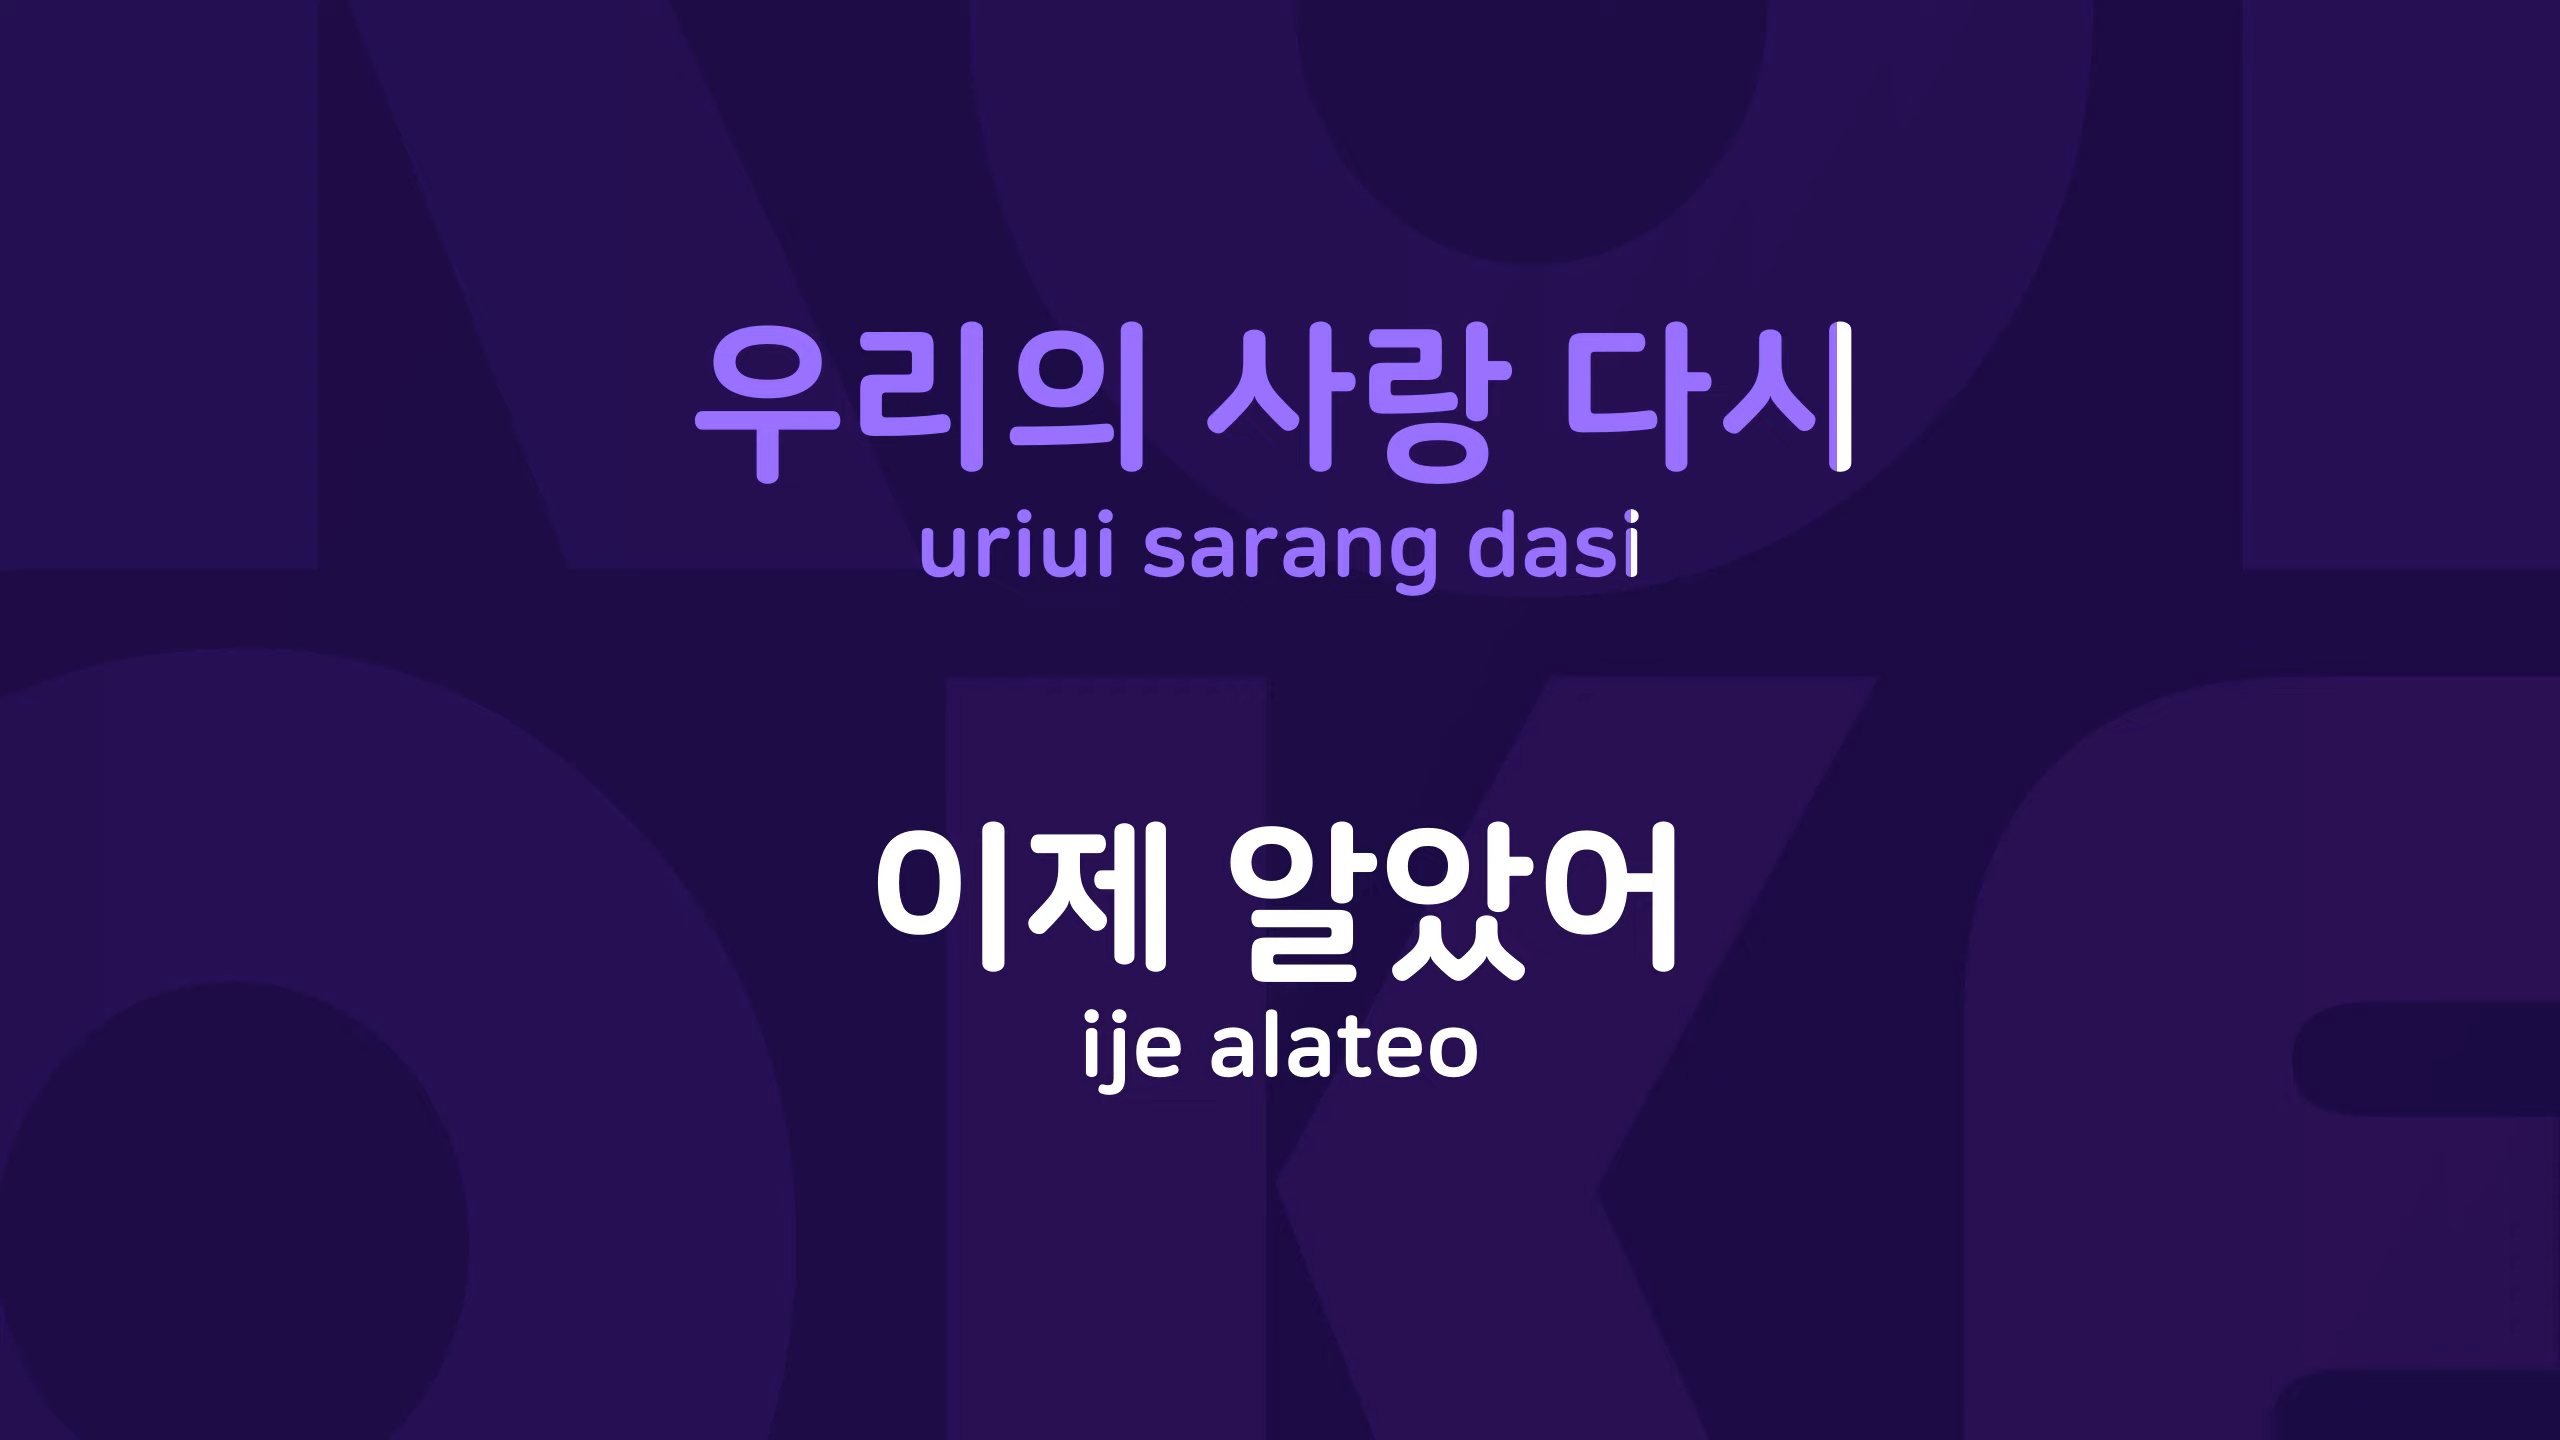 우리의 사랑 다시
uriui sarang dasi
이제 알았어
ije alateo